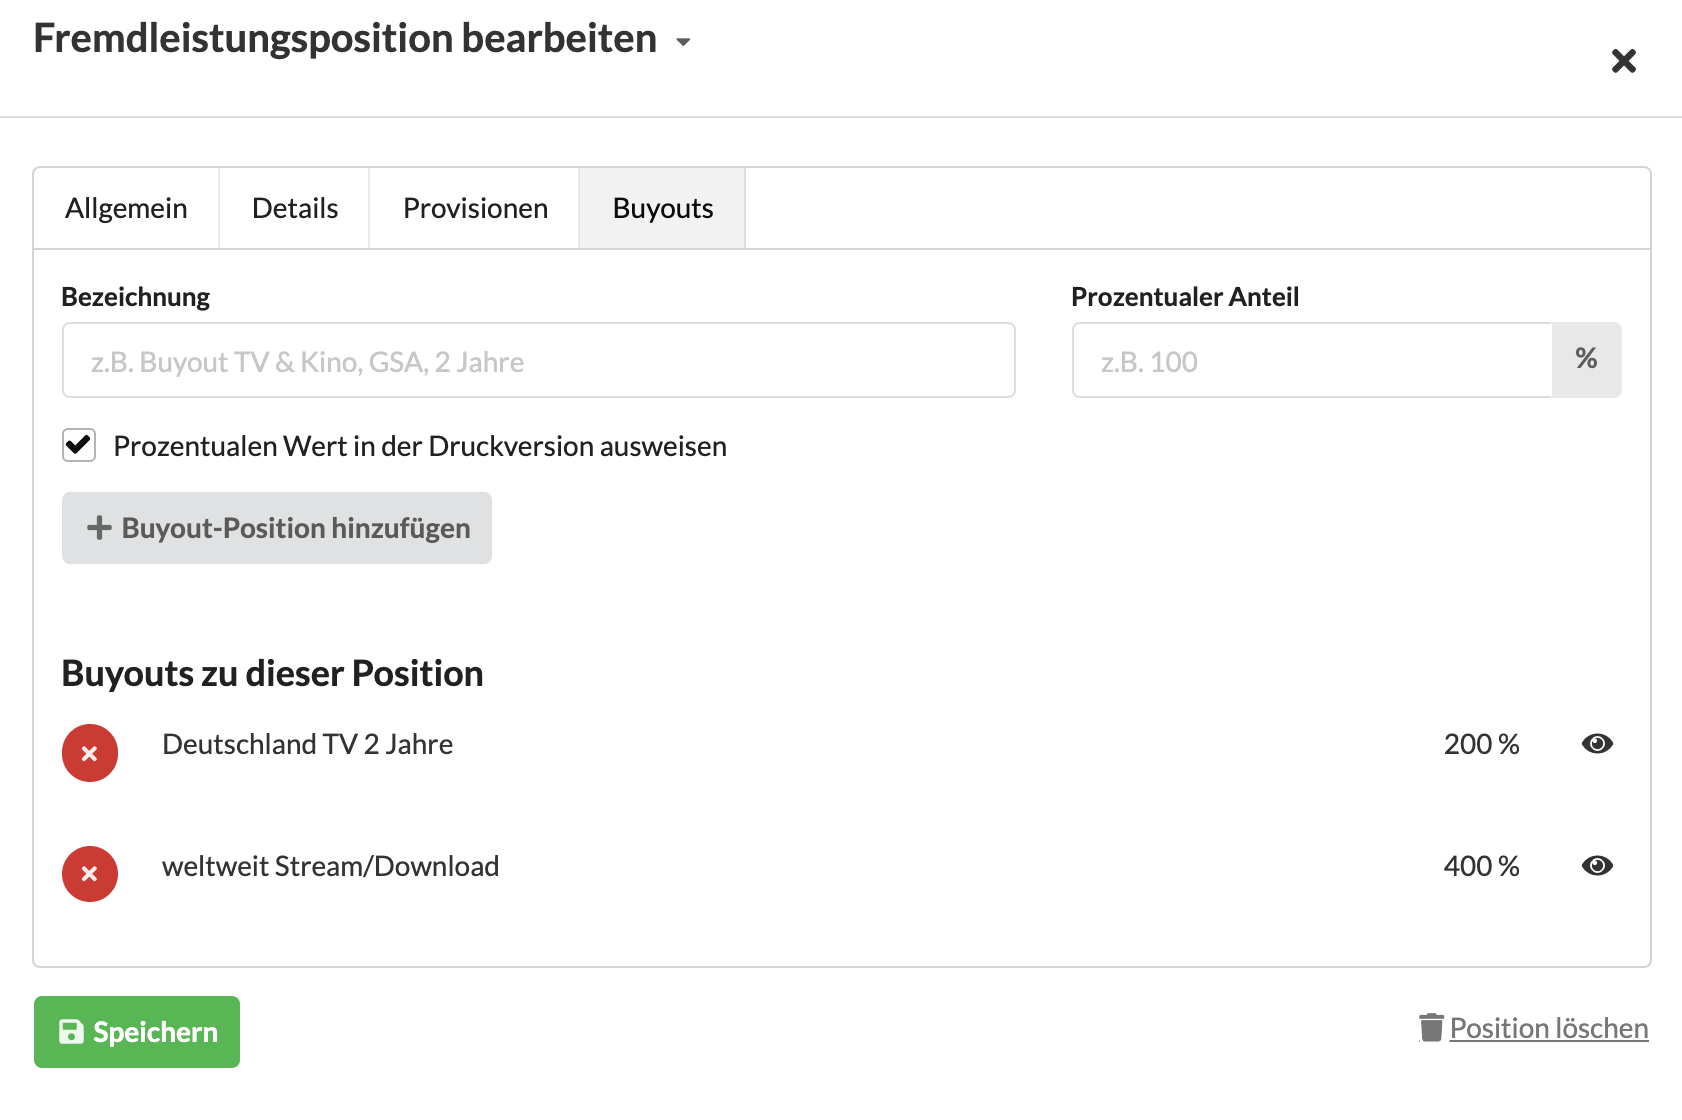 Fremdleistungsposition bearbeiten
Allgemein Details Provisionen Buyouts
Bezeichnung Prozentualer Anteil
z.B. Buyout TV & Kino, GSA, 2 Jahre z.B. 100 %
Prozentualen Wert in der Druckversion ausweisen
Buyout-Position hinzufügen
Buyouts zu dieser Position
Deutschland TV 2 Jahre 200 %
weltweit Stream/Download 400 %
Speichern Position löschen